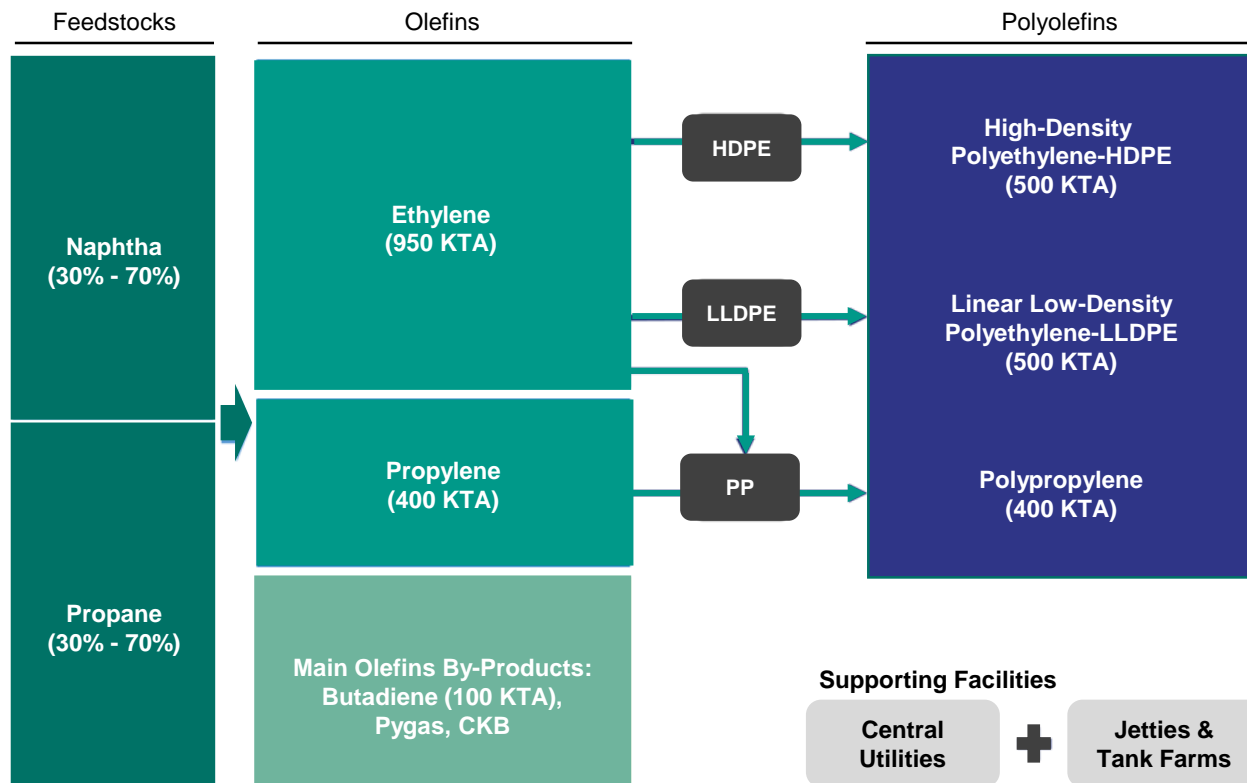 Feedstocks
Olefins
Polyolefins
Naphtha
(30% - 70%)
Propane
(30% - 70%)
Ethylene
(950 KTA)
Propylene
(400 KTA)
Main Olefins By-Products:
Butadiene (100 KTA),
Pygas, CKB
HDPE
LLDPE
PP
High-Density
Polyethylene-HDPE
(500 KTA)
Linear Low-Density
Polyethylene-LLDPE
(500 KTA)
Polypropylene
(400 KTA)
Supporting Facilities
Central
Utilities
Jetties &
Tank Farms